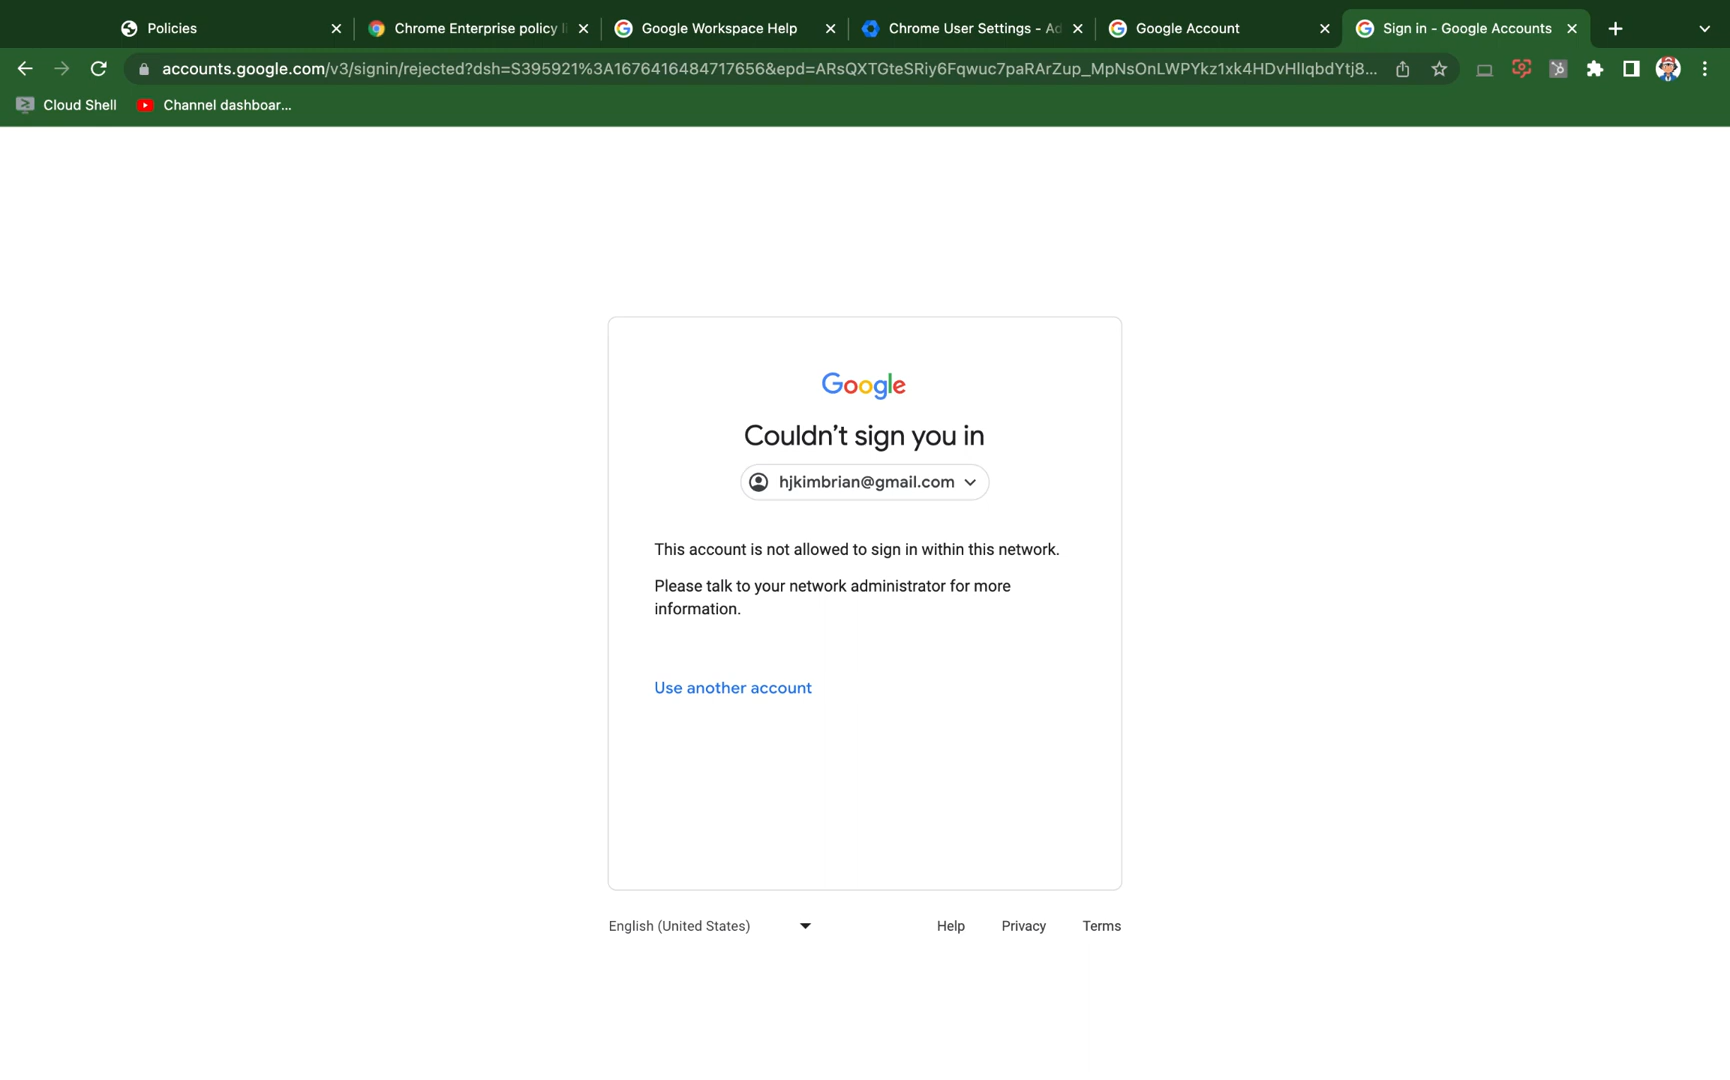 Policies
Chrome Enterprise policy li
Google Workspace Help
Chrome User Settings - Ad
Google Account
Sign in - Google Accounts
accounts.google.com/v3/signin/rejected?dsh=S395921%3A1676416484717656&epd=ARsQXTGteSRiy6Fqwuc7paRArZup_MpNsOnLWPYkz1xk4HDvHlIqbdYtj8...
Cloud Shell
Channel dashboar...
Google
Couldn't sign you in
hjkimbrian@gmail.com
This account is not allowed to sign in within this network.
Please talk to your network administrator for more
information.
Use another account
English (United States)
Help
Privacy
Terms